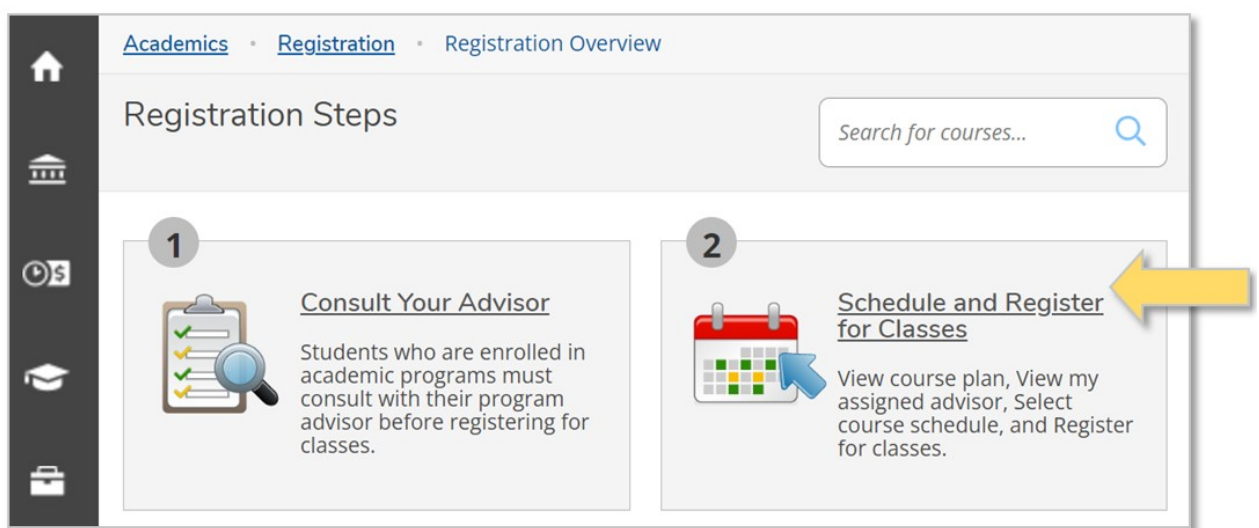 Academics • Registration • Registration Overview
Registration Steps
Search for courses...
1
Consult Your Advisor
Students who are enrolled in
academic programs must
consult with their program
advisor before registering for
classes.
2
Schedule and Register
for Classes
View course plan, View my
assigned advisor, Select
course schedule, and Register
for classes.
$